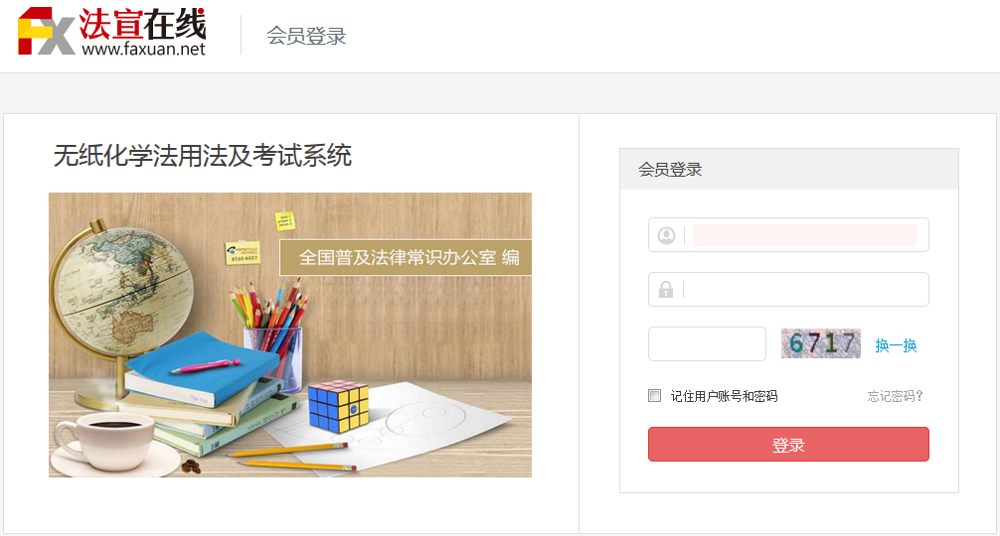 Fx 法宣在线
www.faxuan.net
会员登录
无纸化学法用法及考试系统
全国普及法律常识办公室 编
会员登录
6717 换一换
记住用户账号和密码 忘记密码?
登录